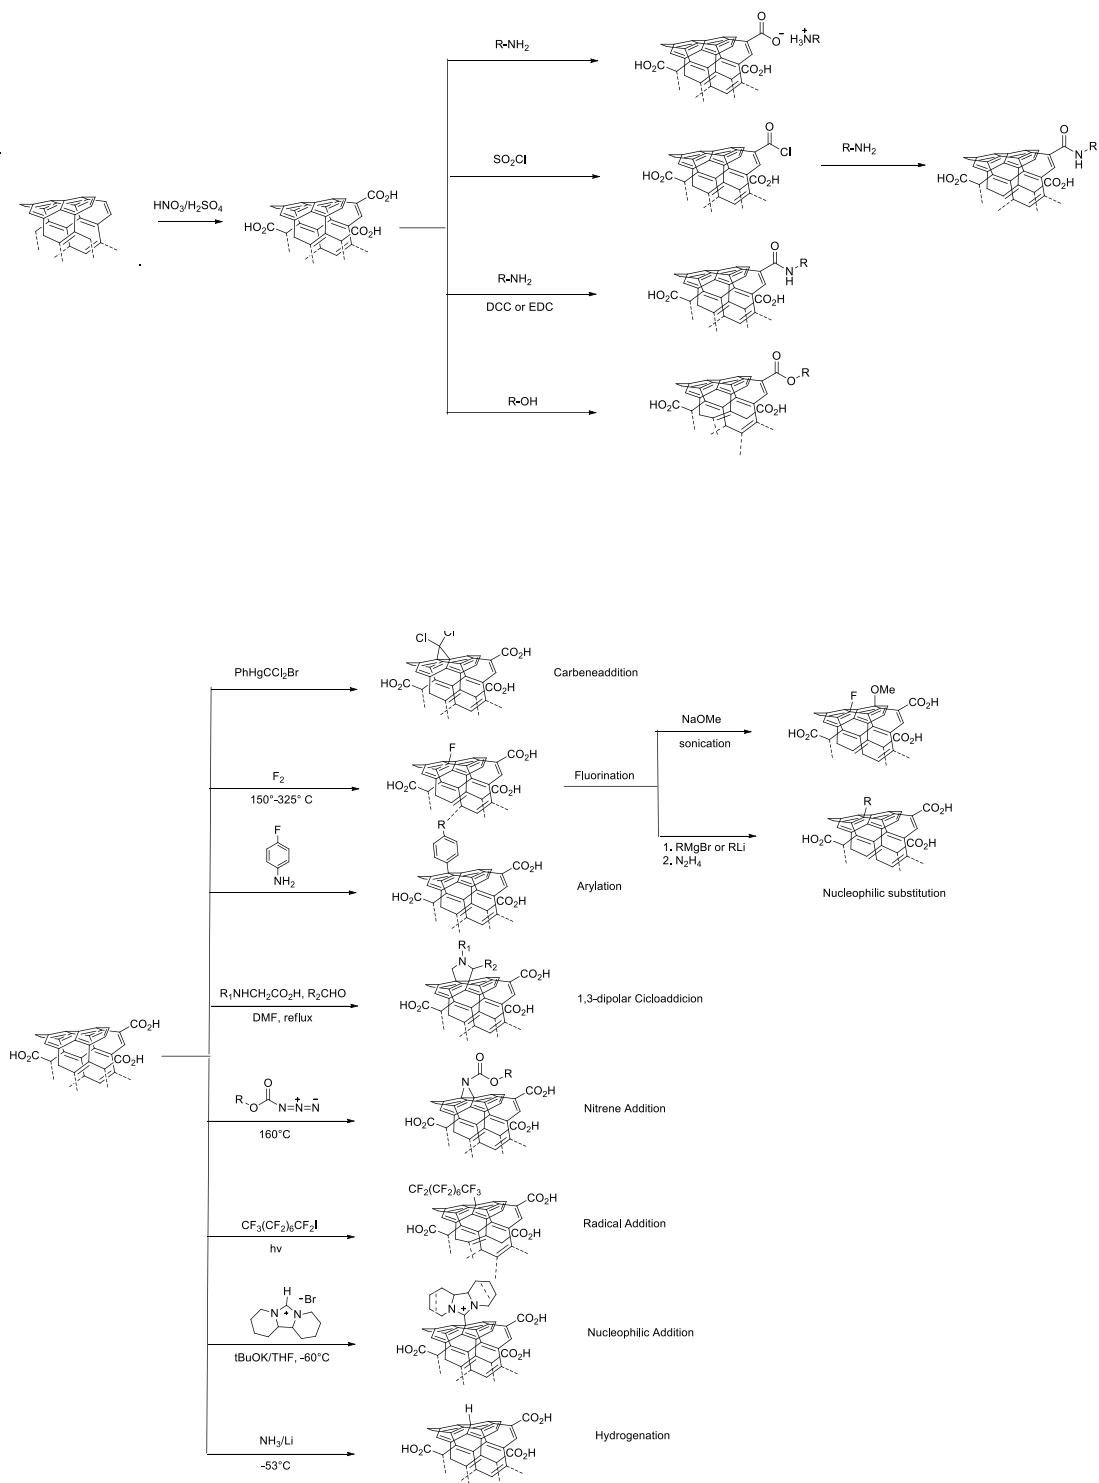 R-NH2
O
O- H3N+R
HO2C
CO2H
SO2Cl
O
Cl
HO2C
CO2H
R-NH2
O
N
H
R
HO2C
CO2H
HNO3/H2SO4
CO2H
HO2C
CO2H
R-NH2
DCC or EDC
O
N
H
R
HO2C
CO2H
R-OH
O
O
R
HO2C
CO2H
PhHgCCl2Br
Cl
Cl
CO2H
HO2C
CO2H
Carbeneaddition
F2
150°-325° C
F
CO2H
HO2C
CO2H
Fluorination
NaOMe
sonication
F
OMe
CO2H
HO2C
CO2H
1. RMgBr or RLi
2. N2H4
R
CO2H
HO2C
CO2H
Nucleophilic substitution
F
NH2
R
CO2H
HO2C
CO2H
Arylation
R1NHCH2CO2H, R2CHO
DMF, reflux
R1
N
R2
CO2H
HO2C
CO2H
1,3-dipolar Cicloaddicion
CO2H
HO2C
CO2H
O
R
O
N=N=N
+ -
160°C
O
N
O
R
CO2H
HO2C
CO2H
Nitrene Addition
CF3(CF2)6CF2I
hv
CF2(CF2)6CF3
CO2H
HO2C
CO2H
Radical Addition
H
-Br
N
N
+
tBuOK/THF, -60°C
N
N
+
CO2H
HO2C
CO2H
Nucleophilic Addition
NH3/Li
-53°C
H
CO2H
HO2C
CO2H
Hydrogenation